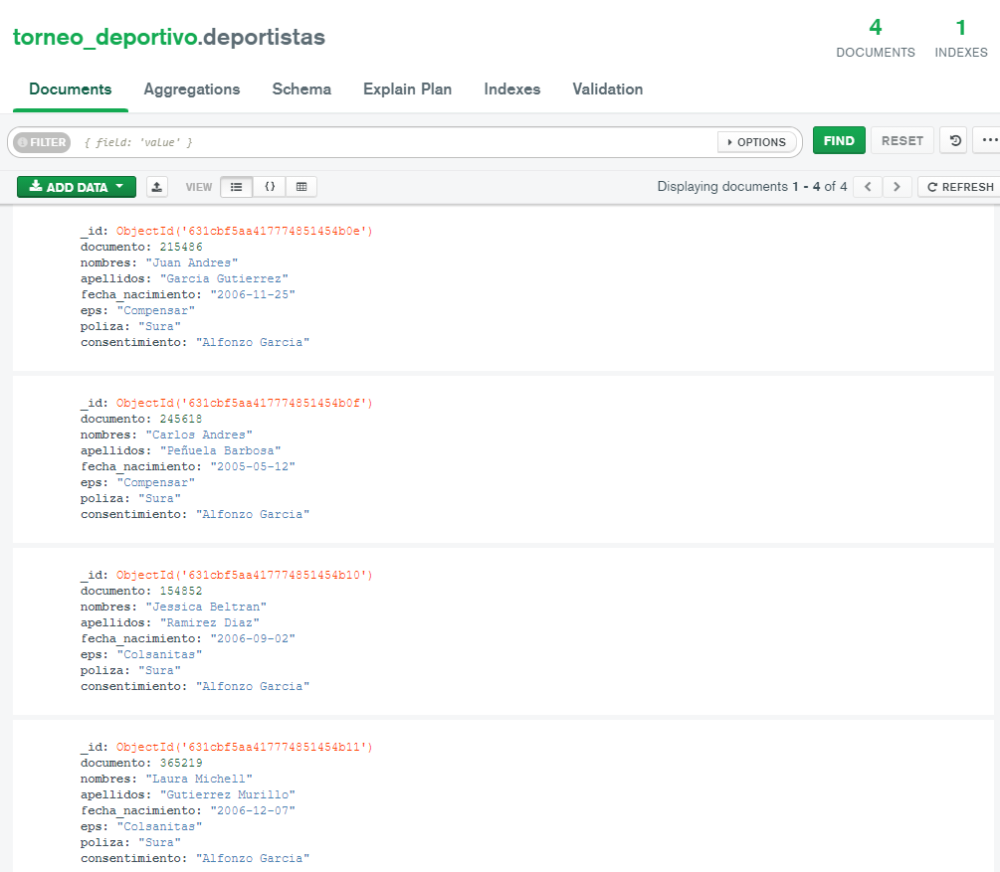 torneo_deportivo.deportistas
4
DOCUMENTS
1
INDEXES
Documents Aggregations Schema Explain Plan Indexes Validation
FILTER { field: 'value' } OPTIONS FIND RESET
ADD DATA VIEW {} Displaying documents 1 - 4 of 4 REFRESH
_id: ObjectId('631cbf5aa417774851454b0e')
documento: 215486
nombres: "Juan Andres"
apellidos: "Garcia Gutierrez"
fecha_nacimiento: "2006-11-25"
eps: "Compensar"
poliza: "Sura"
consentimiento: "Alfonzo Garcia"
_id: ObjectId('631cbf5aa417774851454b0f')
documento: 245618
nombres: "Carlos Andres"
apellidos: "Peñuela Barbosa"
fecha_nacimiento: "2005-05-12"
eps: "Compensar"
poliza: "Sura"
consentimiento: "Alfonzo Garcia"
_id: ObjectId('631cbf5aa417774851454b10')
documento: 154852
nombres: "Jessica Beltran"
apellidos: "Ramirez Diaz"
fecha_nacimiento: "2006-09-02"
eps: "Colsanitas"
poliza: "Sura"
consentimiento: "Alfonzo Garcia"
_id: ObjectId('631cbf5aa417774851454b11')
documento: 365219
nombres: "Laura Michell"
apellidos: "Gutierrez Murillo"
fecha_nacimiento: "2006-12-07"
eps: "Colsanitas"
poliza: "Sura"
consentimiento: "Alfonzo Garcia"